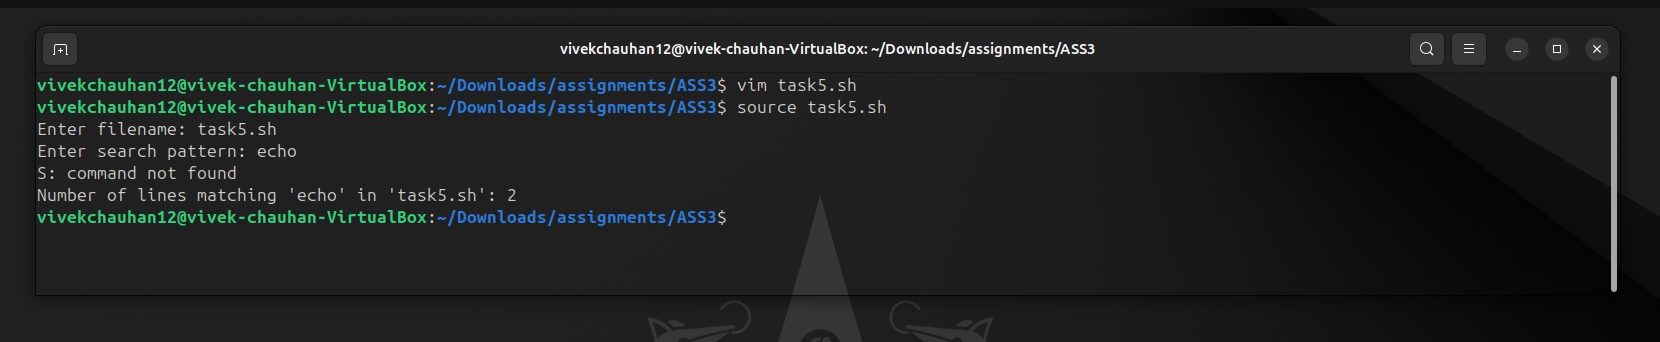 vivekchauhan12@vivek-chauhan-VirtualBox: ~/Downloads/assignments/ASS3
vivekchauhan12@vivek-chauhan-VirtualBox:~/Downloads/assignments/ASS3$ vim task5.sh
vivekchauhan12@vivek-chauhan-VirtualBox:~/Downloads/assignments/ASS3$ source task5.sh
Enter filename: task5.sh
Enter search pattern: echo
S: command not found
Number of lines matching 'echo' in 'task5.sh': 2
vivekchauhan12@vivek-chauhan-VirtualBox:~/Downloads/assignments/ASS3$